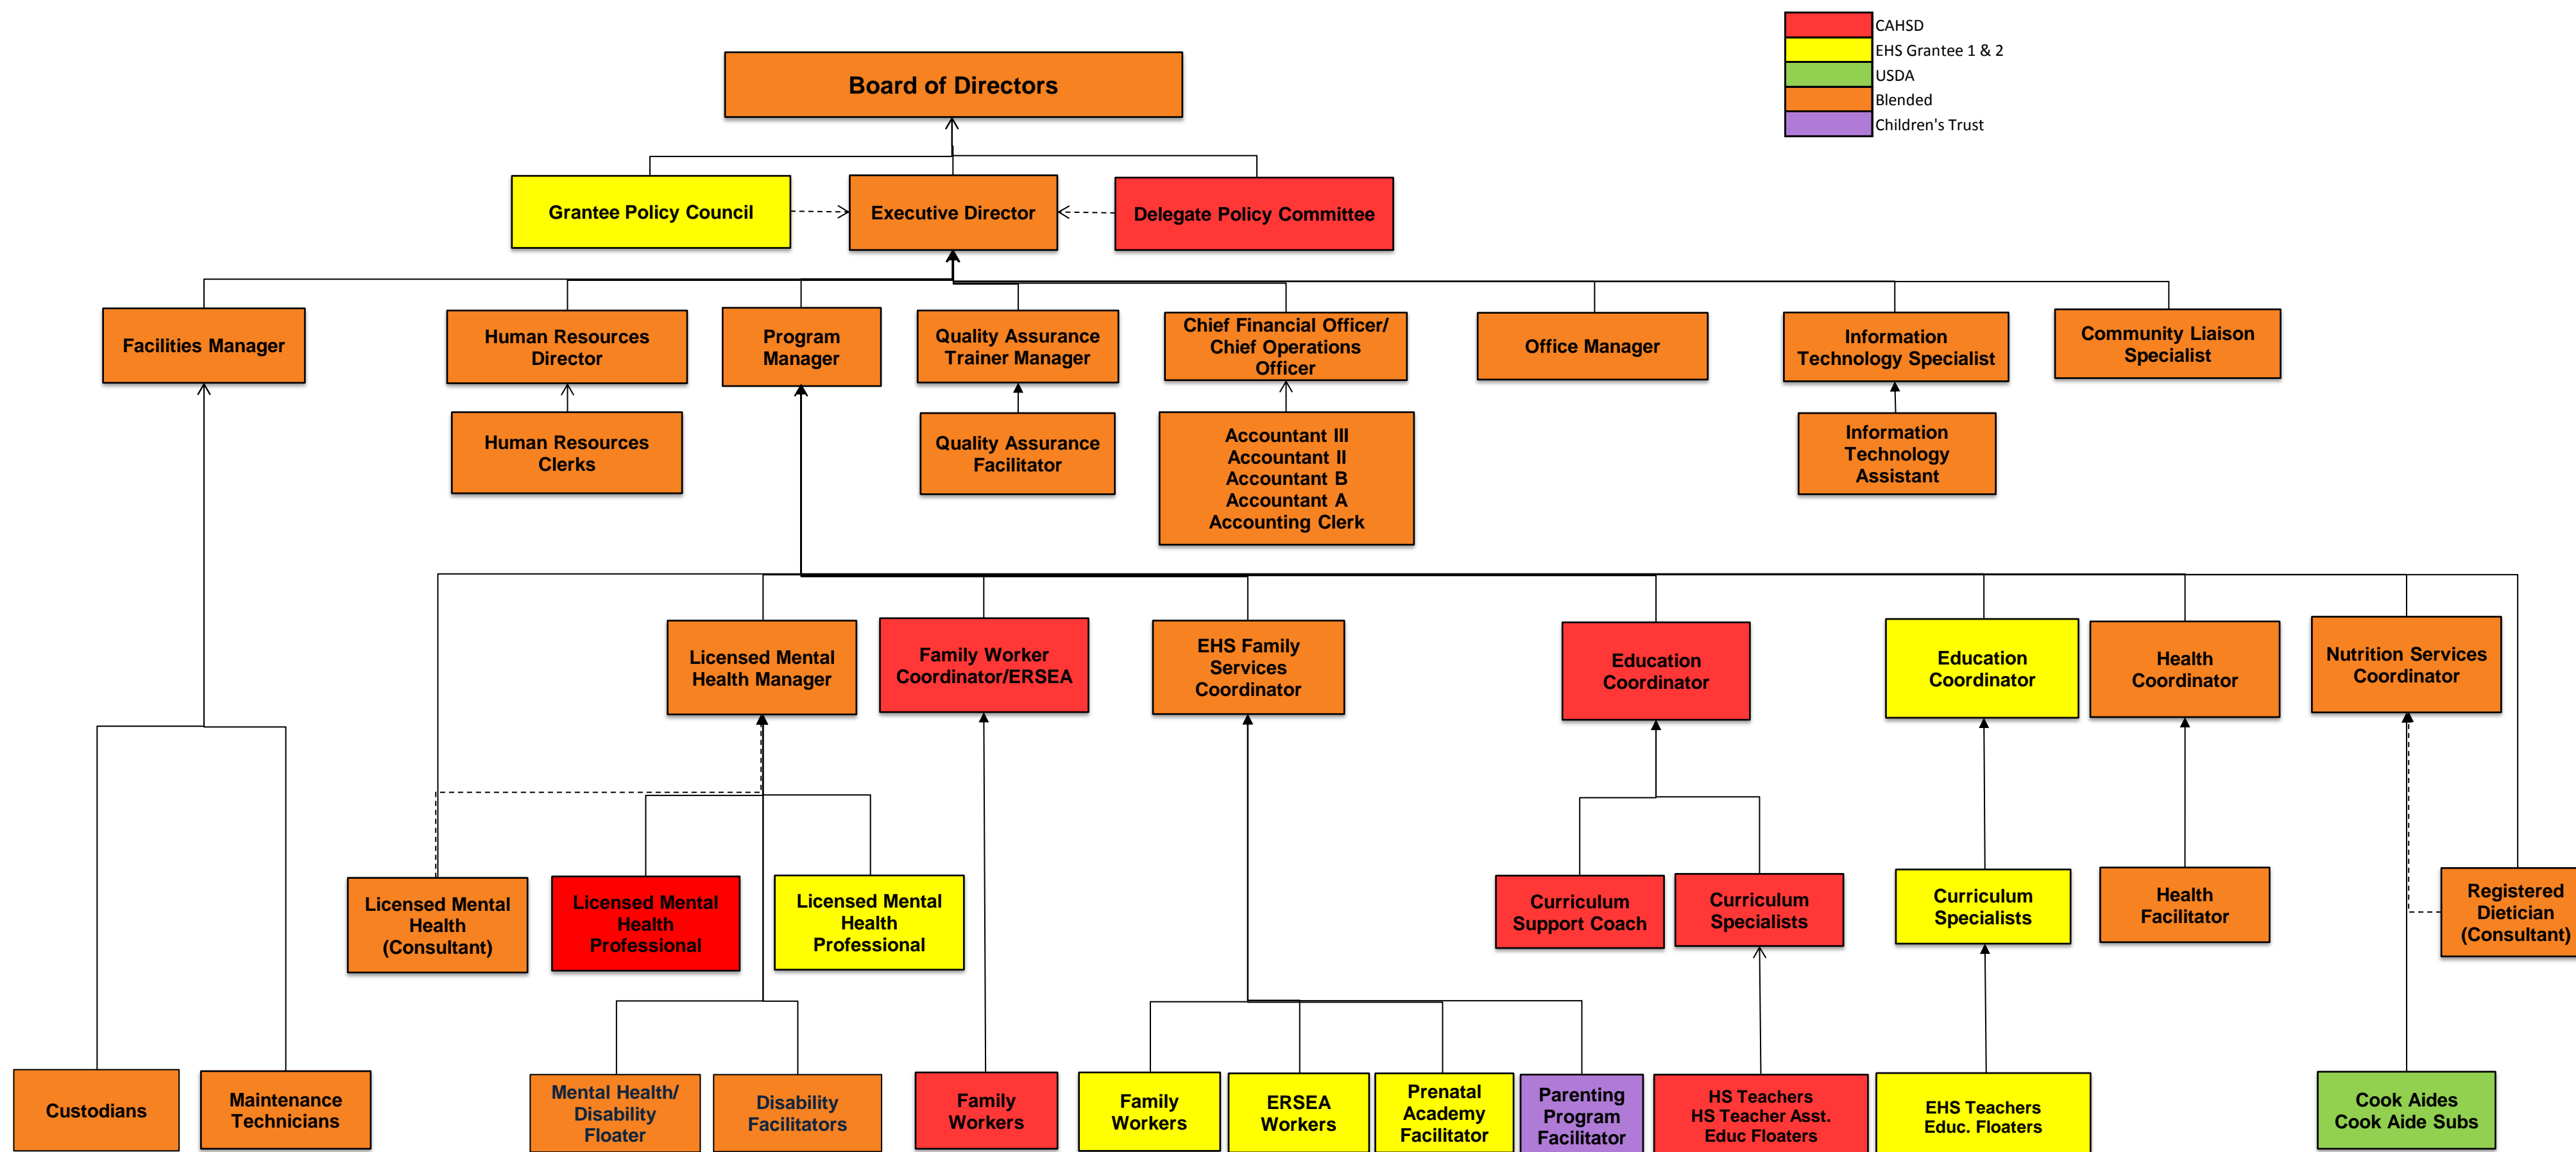 CAHSD
EHS Grantee 1 & 2
USDA
Blended
Children's Trust
Board of Directors
Grantee Policy Council
Executive Director
Delegate Policy Committee
Facilities Manager
Human Resources
Director
Program
Manager
Quality Assurance
Trainer Manager
Chief Financial Officer/
Chief Operations
Officer
Office Manager
Information
Technology Specialist
Community Liaison
Specialist
Human Resources
Clerks
Quality Assurance
Facilitator
Accountant III
Accountant II
Accountant B
Accountant A
Accounting Clerk
Information
Technology
Assistant
Licensed Mental
Health Manager
Family Worker
Coordinator/ERSEA
EHS Family
Services
Coordinator
Education
Coordinator
Education
Coordinator
Health
Coordinator
Nutrition Services
Coordinator
Licensed Mental
Health
(Consultant)
Licensed Mental
Health
Professional
Licensed Mental
Health
Professional
Curriculum
Support Coach
Curriculum
Specialists
Curriculum
Specialists
Health
Facilitator
Registered
Dietician
(Consultant)
Custodians
Maintenance
Technicians
Mental Health/
Disability
Floater
Disability
Facilitators
Family
Workers
Family
Workers
ERSEA
Workers
Prenatal
Academy
Facilitator
Parenting
Program
Facilitator
HS Teachers
HS Teacher Asst.
Educ Floaters
EHS Teachers
Educ. Floaters
Cook Aides
Cook Aide Subs